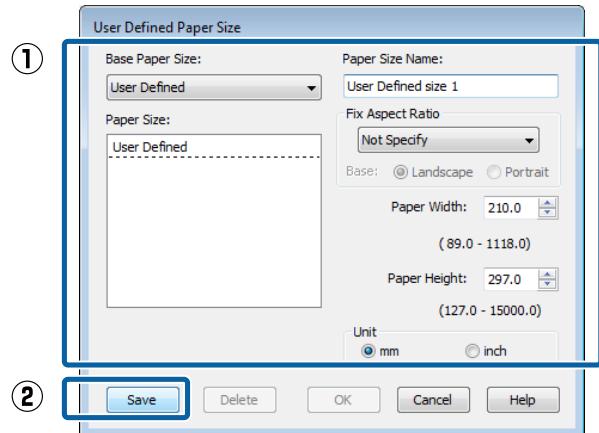 User Defined Paper Size
①
Base Paper Size:
User Defined
Paper Size:
User Defined
Paper Size Name:
User Defined size 1
Fix Aspect Ratio
Not Specify
Base: Landscape Portrait
Paper Width: 210.0
( 89.0 - 1118.0)
Paper Height: 297.0
(127.0 - 15000.0)
Unit
mm inch
②
Save Delete OK Cancel Help